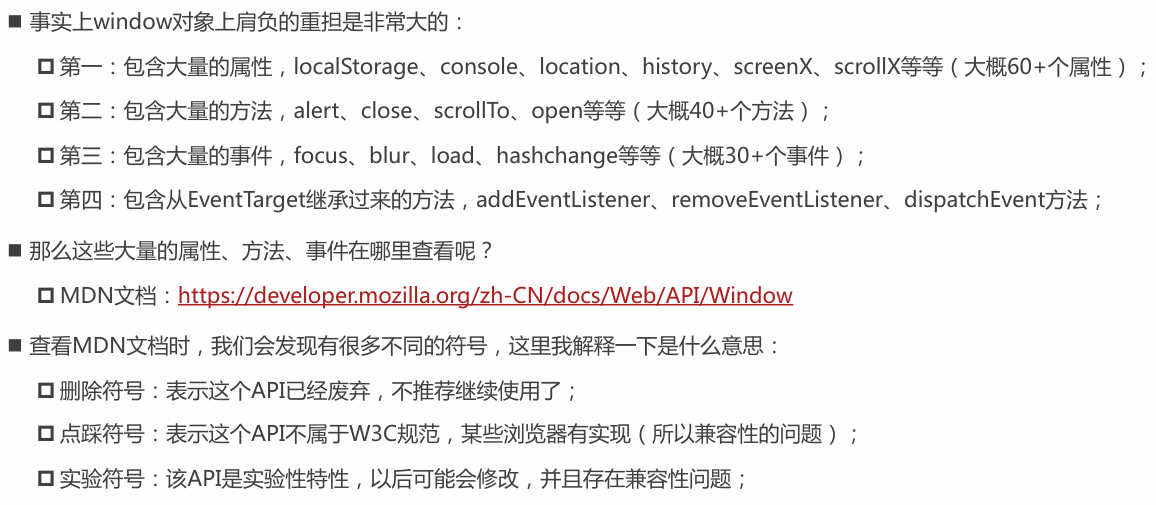 事实上window对象上肩负的重担是非常大的：
第一：包含大量的属性，localStorage、console、location、history、screenX、scrollX等等（大概60+个属性）；
第二：包含大量的方法，alert、close、scrollTo、open等等（大概40+个方法）；
第三：包含大量的事件，focus、blur、load、hashchange等等（大概30+个事件）；
第四：包含从EventTarget继承过来的方法，addEventListener、removeEventListener、dispatchEvent方法；
那么这些大量的属性、方法、事件在哪里查看呢？
MDN文档：https://developer.mozilla.org/zh-CN/docs/Web/API/Window
查看MDN文档时，我们会发现有很多不同的符号，这里我解释一下是什么意思：
删除符号：表示这个API已经废弃，不推荐继续使用了；
点踩符号：表示这个API不属于W3C规范，某些浏览器有实现（所以兼容性的问题）；
实验符号：该API是实验性特性，以后可能会修改，并且存在兼容性问题；